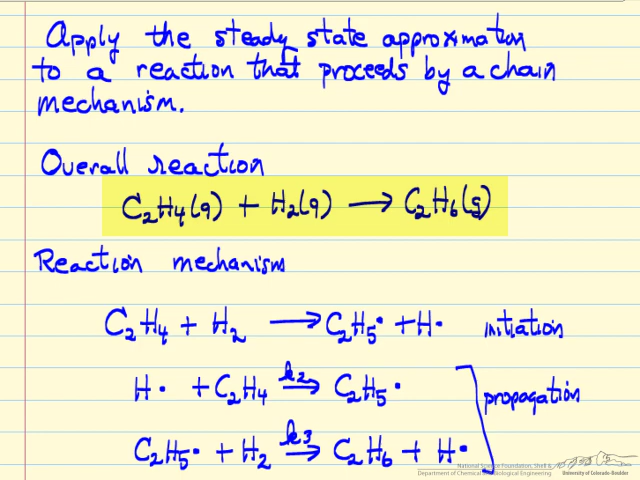 Apply the steady state approximation
to a reaction that proceeds by a chain
mechanism.
Overall reaction
C₂H₄(g) + H₂(g) → C₂H₆(g)
Reaction mechanism
C₂H₄ + H₂ → C₂H₅• + H• initiation
H• + C₂H₄ k₂→ C₂H₅•
propagation
C₂H₅• + H₂ k₃→ C₂H₆ + H•
National Science Foundation, Shell &
Department of Chemical & Biological Engineering University of Colorado-Boulder